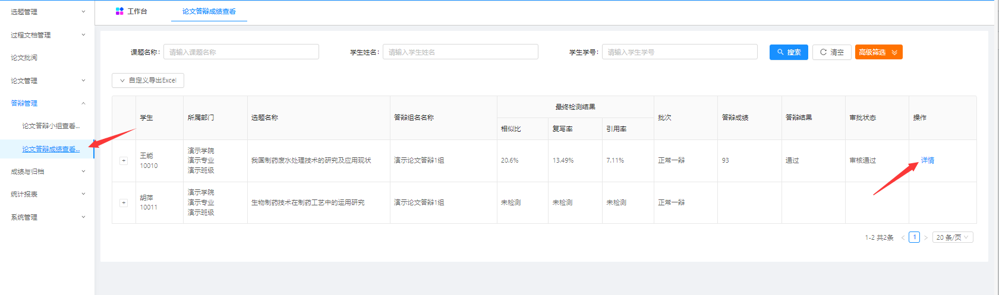 选题管理
过程文档管理
论文批阅
论文管理
答辩管理
论文答辩小组查看...
论文答辩成绩查看...
成绩与归档
统计报表
系统管理
工作台
论文答辩成绩查看
课题名称: 请输入课题名称
学生姓名: 请输入学生姓名
学生学号: 请输入学生学号
搜索
清空
高级筛选
自定义导出Excel
学生 所属部门 选题名称 答辩组名名称 最终检测结果 批次 答辩成绩 答辩结果 审批状态 操作
相似比 复写率 引用率
+ 王能 10010 演示学院 演示专业 演示班级 我国制药废水处理技术的研究及应用现状 演示论文答辩1组 20.6% 13.49% 7.11% 正常一辩 93 通过 审核通过 详情
+ 胡萍 10011 演示学院 演示专业 演示班级 生物制药技术在制药工艺中的运用研究 演示论文答辩1组 未检测 未检测 未检测 正常一辩
1-2 共2条 < 1 > 20 条/页